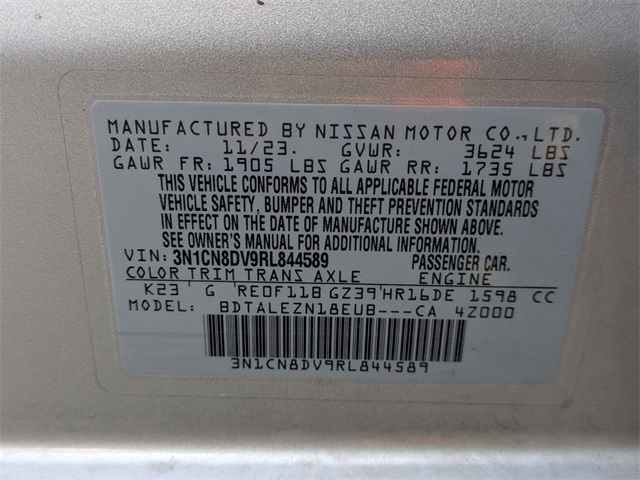 MANUFACTURED BY NISSAN MOTOR CO.,LTD.
DATE: 11/23. GVWR: 3624 LBS
GAWR FR: 1905 LBS GAWR RR: 1735 LBS
THIS VEHICLE CONFORMS TO ALL APPLICABLE FEDERAL MOTOR
VEHICLE SAFETY, BUMPER AND THEFT PREVENTION STANDARDS
IN EFFECT ON THE DATE OF MANUFACTURE SHOWN ABOVE.
SEE OWNER'S MANUAL FOR ADDITIONAL INFORMATION.
VIN: 3N1CN8DV9RL844589 PASSENGER CAR.
COLOR TRIM TRANS AXLE ENGINE
K23 G RE0F11B GZ39 HR16DE 1598 CC
MODEL: BDTALEZN18EUB---CA 4Z000
3N1CN8DV9RL844589